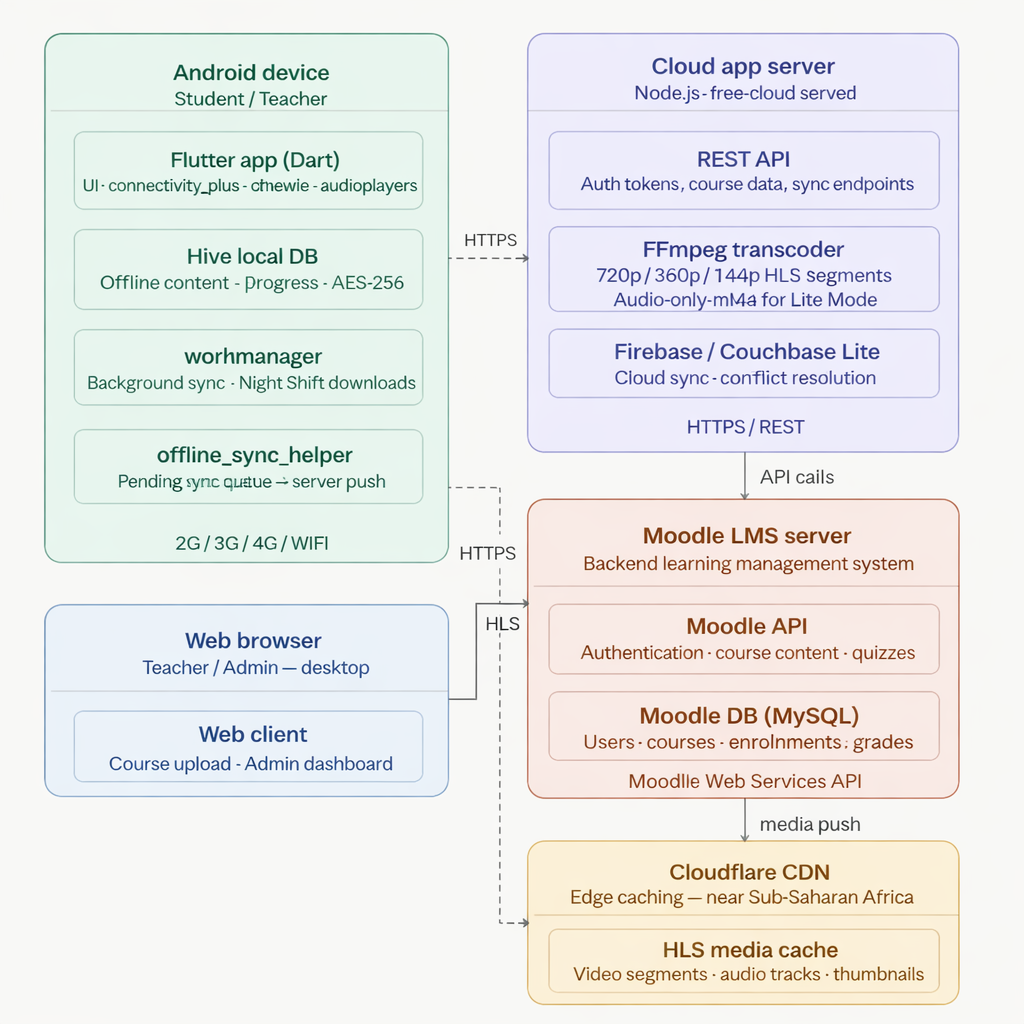 Android device
Student / Teacher
Flutter app (Dart)
UI · connectivity_plus - chewie - audioplayers
Hive local DB
Offline content - progress · AES-256
worhmanager
Background sync · Night Shift downloads
offline_sync_helper
Pending sync queue → server push
2G / 3G / 4G / WIFI
HTTPS
Cloud app server
Node.js - free-cloud served
REST API
Auth tokens, course data, sync endpoints
FFmpeg transcoder
720p / 360p / 144p HLS segments
Audio-only-m4a for Lite Mode
Firebase / Couchbase Lite
Cloud sync · conflict resolution
HTTPS / REST
API calls
HTTPS
HLS
Web browser
Teacher / Admin — desktop
Web client
Course upload - Admin dashboard
Moodle LMS server
Backend learning management system
Moodle API
Authentication · course content · quizzes
Moodle DB (MySQL)
Users · courses · enrolnments : grades
Moodlle Web Services API
media push
Cloudflare CDN
Edge caching — near Sub-Saharan Africa
HLS media cache
Video segments · audio tracks · thumbnails